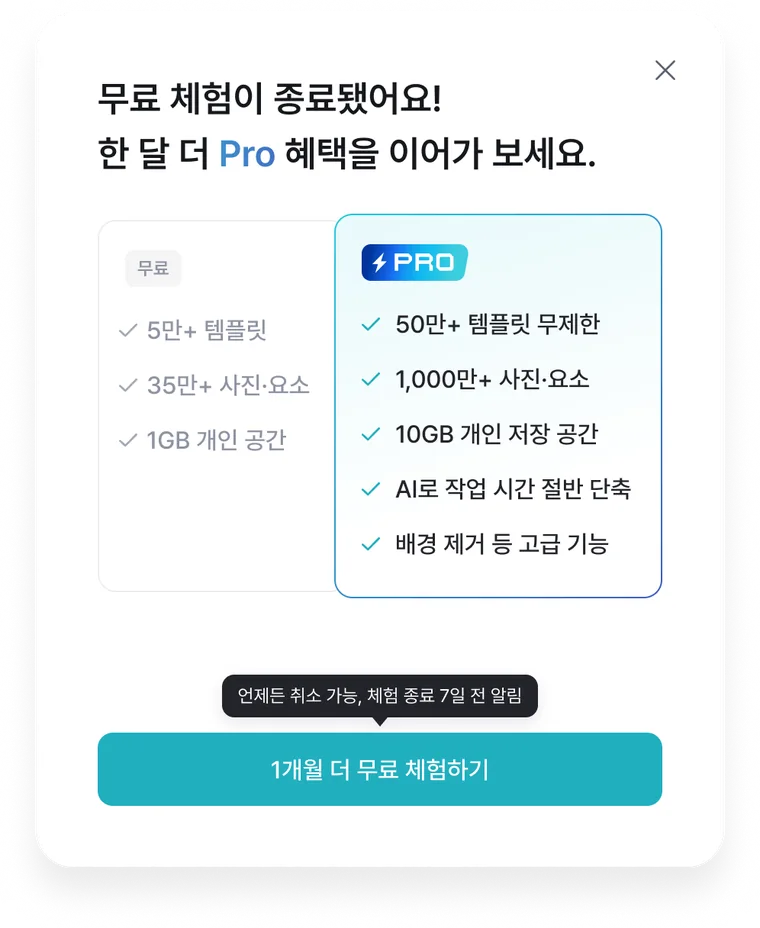 무료 체험이 종료됐어요!
한 달 더 Pro 혜택을 이어가 보세요.
무료
5만+ 템플릿
35만+ 사진·요소
1GB 개인 공간
PRO
50만+ 템플릿 무제한
1,000만+ 사진·요소
10GB 개인 저장 공간
AI로 작업 시간 절반 단축
배경 제거 등 고급 기능
언제든 취소 가능, 체험 종료 7일 전 알림
1개월 더 무료 체험하기